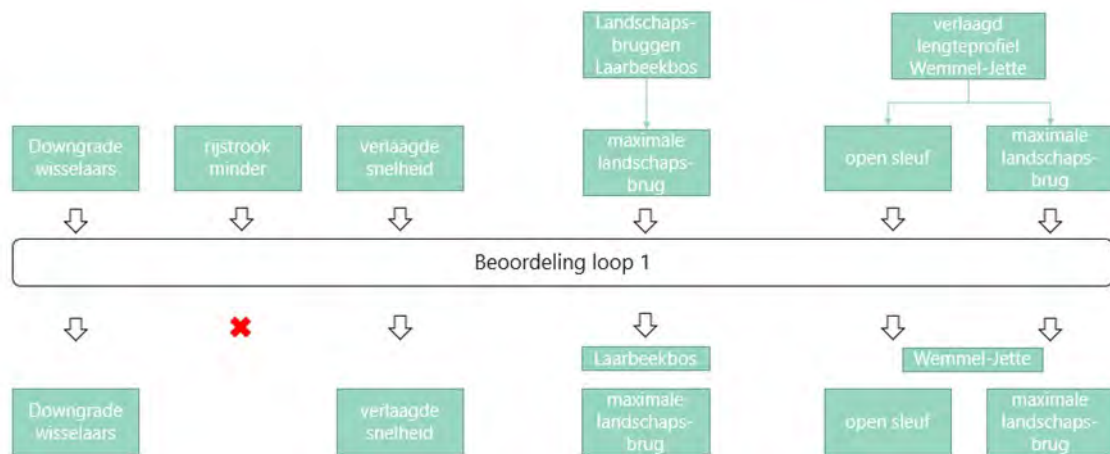 Landschaps-
bruggen
Laarbeekbos
verlaagd
lengteprofiel
Wemmel-Jette
Downgrade
wisselaars
rijstrook
minder
verlaagde
snelheid
maximale
landschaps-
brug
open sleuf
maximale
landschaps-
brug
Beoordeling loop 1
Laarbeekbos
Wemmel-Jette
Downgrade
wisselaars
verlaagde
snelheid
maximale
landschaps-
brug
open sleuf
maximale
landschaps-
brug